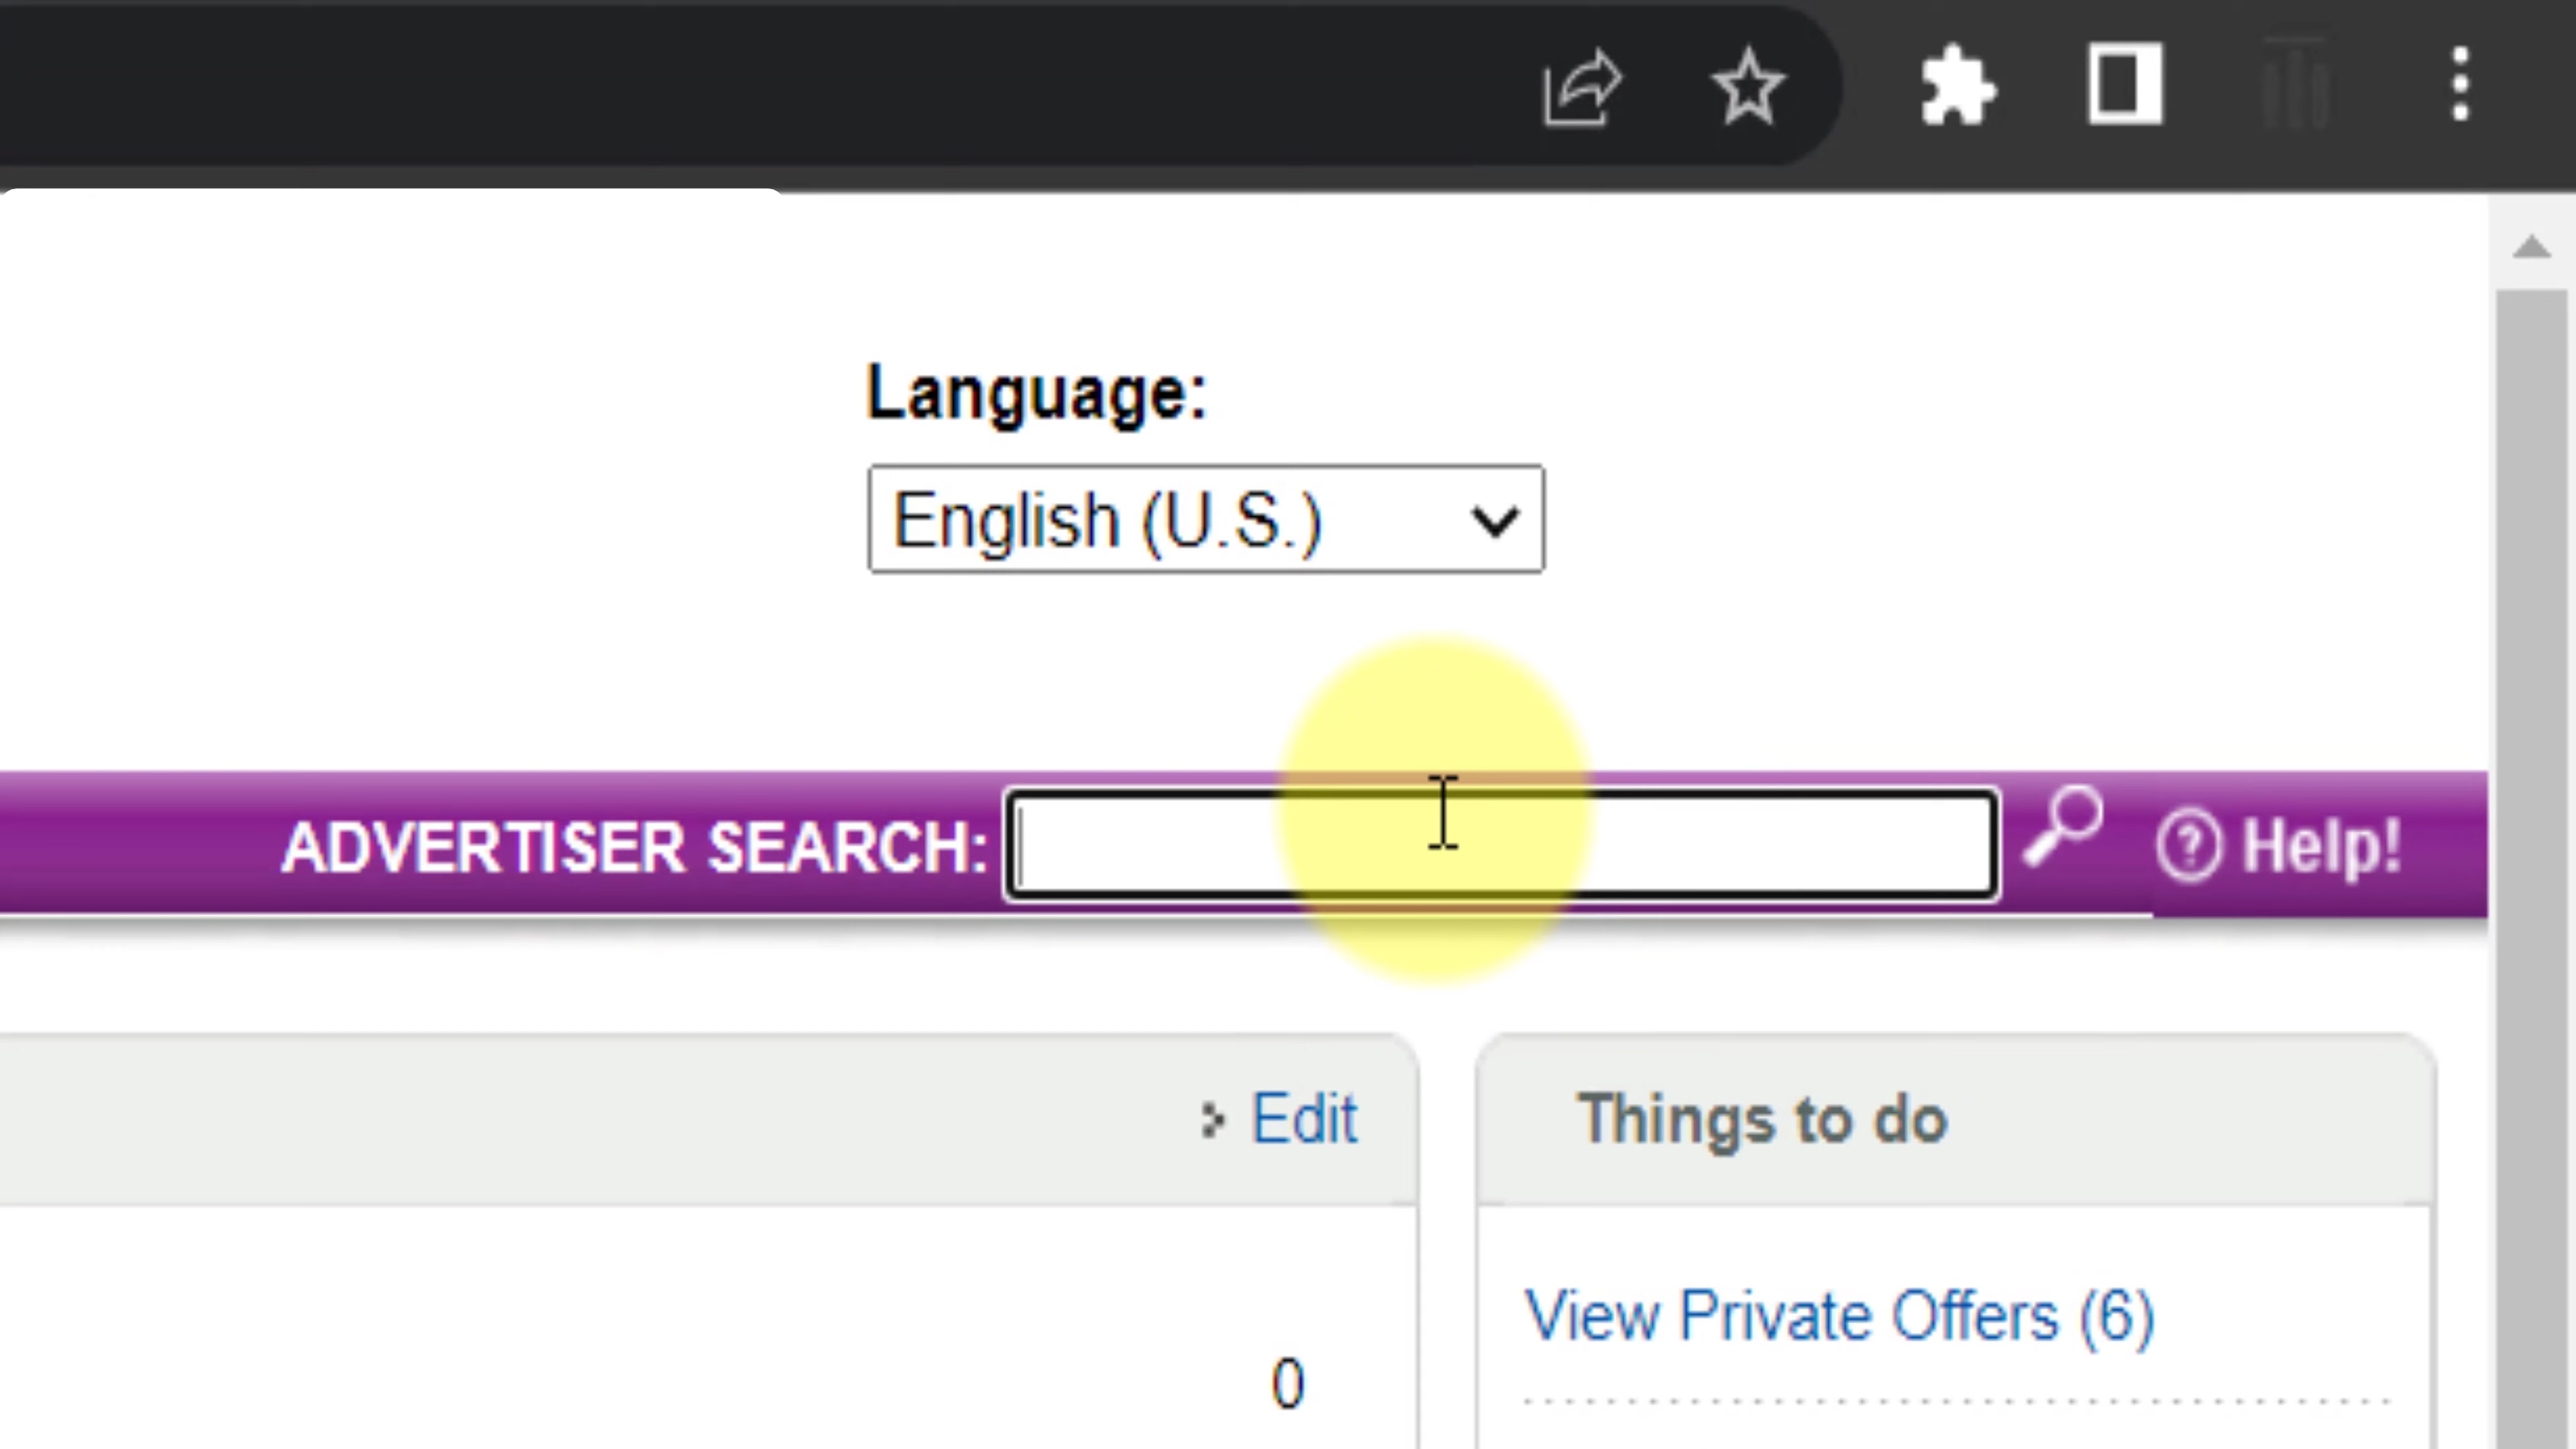 Language:
English (U.S.)
ADVERTISER SEARCH:
Help!
Edit
Things to do
View Private Offers (6)
0